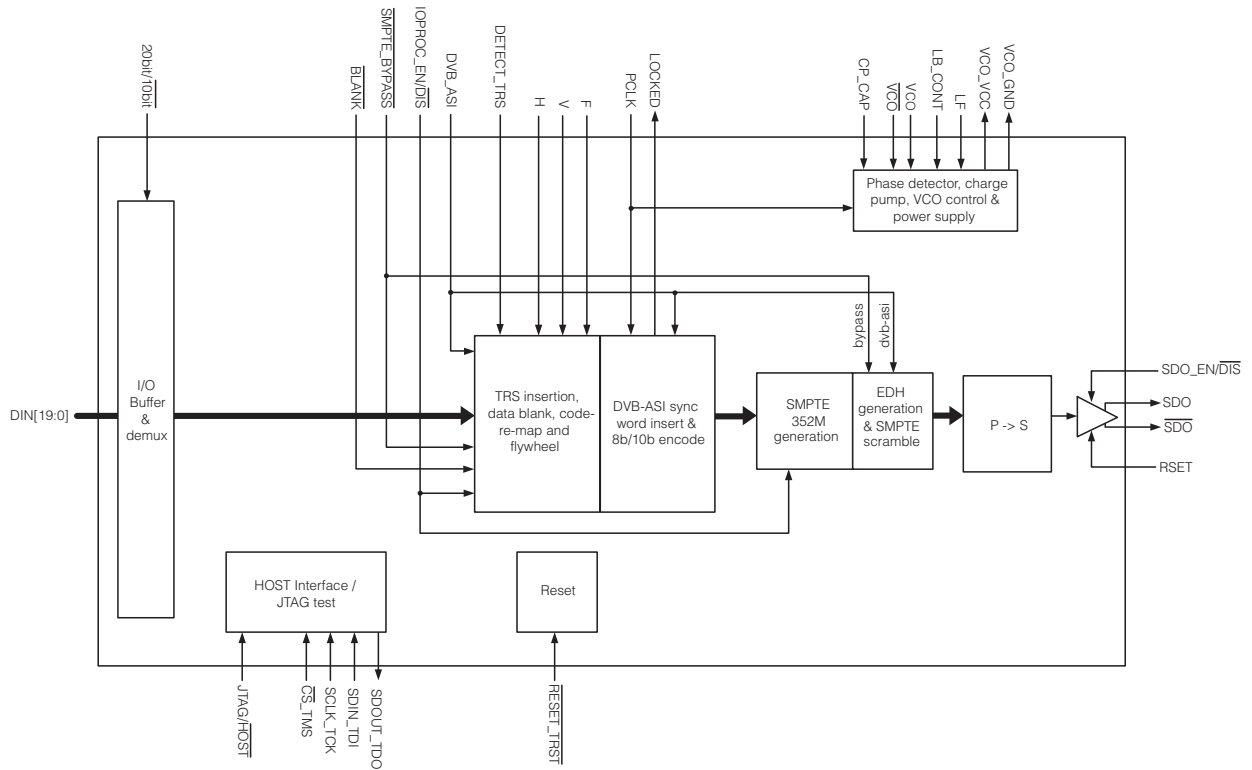 20bit/10bit
BLANK
SMPTE_BYPASS
IOPROC_EN/DIS
DVB_ASI
DETECT_TRS
H
V
F
PCLK
LOCKED
CP_CAP
VCO
VCO
LB_CONT
LF
VCO_VCC
VCO_GND
Phase detector, charge
pump, VCO control &
power supply
bypass
dvb-asi
DIN[19:0]
I/O
Buffer
&
demux
TRS insertion,
data blank, code-
re-map and
flywheel
DVB-ASI sync
word insert &
8b/10b encode
SMPTE
352M
generation
EDH
generation
& SMPTE
scramble
P -> S
SDO_EN/DIS
SDO
SDO
RSET
HOST Interface /
JTAG test
Reset
JTAG/HOST
CS_TMS
SCLK_TCK
SDIN_TDI
SDOUT_TDO
RESET_TRST